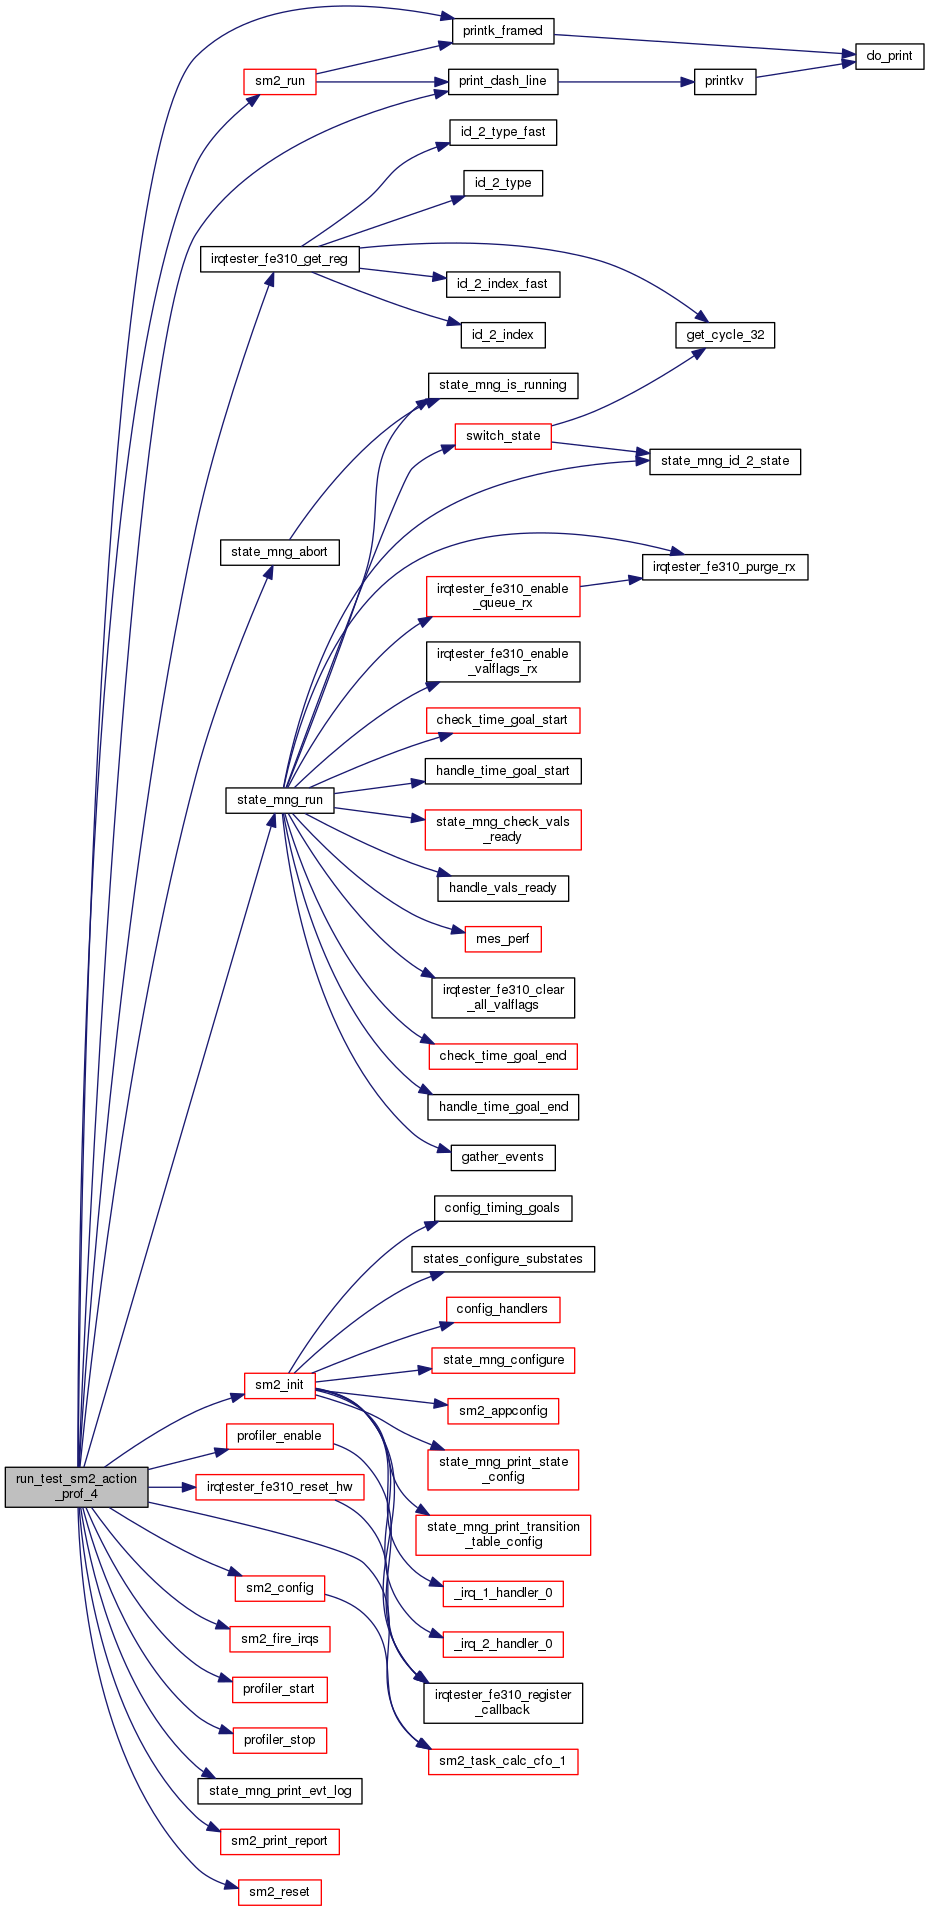 printk_framed
do_print
sm2_run
print_dash_line
printkv
id_2_type_fast
id_2_type
irqtester_fe310_get_reg
id_2_index_fast
id_2_index
get_cycle_32
state_mng_is_running
switch_state
state_mng_id_2_state
state_mng_abort
irqtester_fe310_purge_rx
irqtester_fe310_enable
_queue_rx
irqtester_fe310_enable
_valflags_rx
check_time_goal_start
handle_time_goal_start
state_mng_run
state_mng_check_vals
_ready
handle_vals_ready
mes_perf
irqtester_fe310_clear
_all_valflags
check_time_goal_end
handle_time_goal_end
gather_events
config_timing_goals
states_configure_substates
config_handlers
state_mng_configure
sm2_init
sm2_appconfig
profiler_enable
state_mng_print_state
_config
run_test_sm2_action
_prof_4
irqtester_fe310_reset_hw
state_mng_print_transition
_table_config
sm2_config
_irq_1_handler_0
sm2_fire_irqs
_irq_2_handler_0
profiler_start
irqtester_fe310_register
_callback
profiler_stop
sm2_task_calc_cfo_1
state_mng_print_evt_log
sm2_print_report
sm2_reset